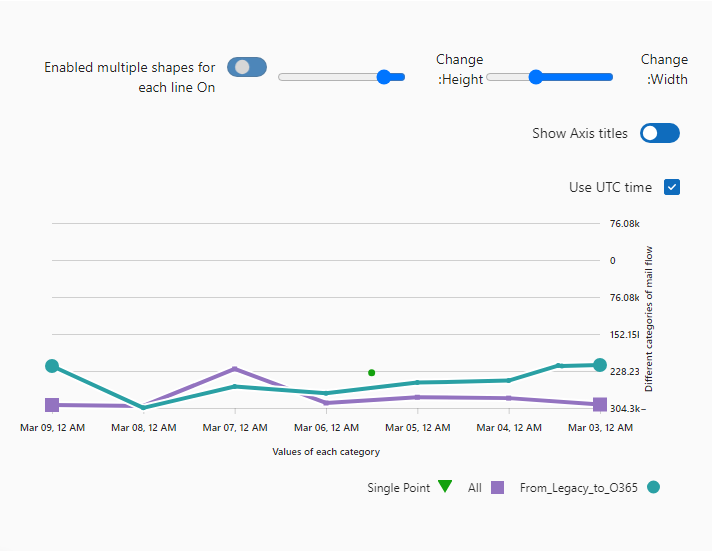 Enabled multiple shapes for
each line On
Change
:Height
Change
:Width
Show Axis titles
Use UTC time
76.08k
0
76.08k
152.15l
228.23
304.3k–
Different categories of mail flow
Mar 09, 12 AM
Mar 08, 12 AM
Mar 07, 12 AM
Mar 06, 12 AM
Mar 05, 12 AM
Mar 04, 12 AM
Mar 03, 12 AM
Values of each category
Single Point
All
From_Legacy_to_O365